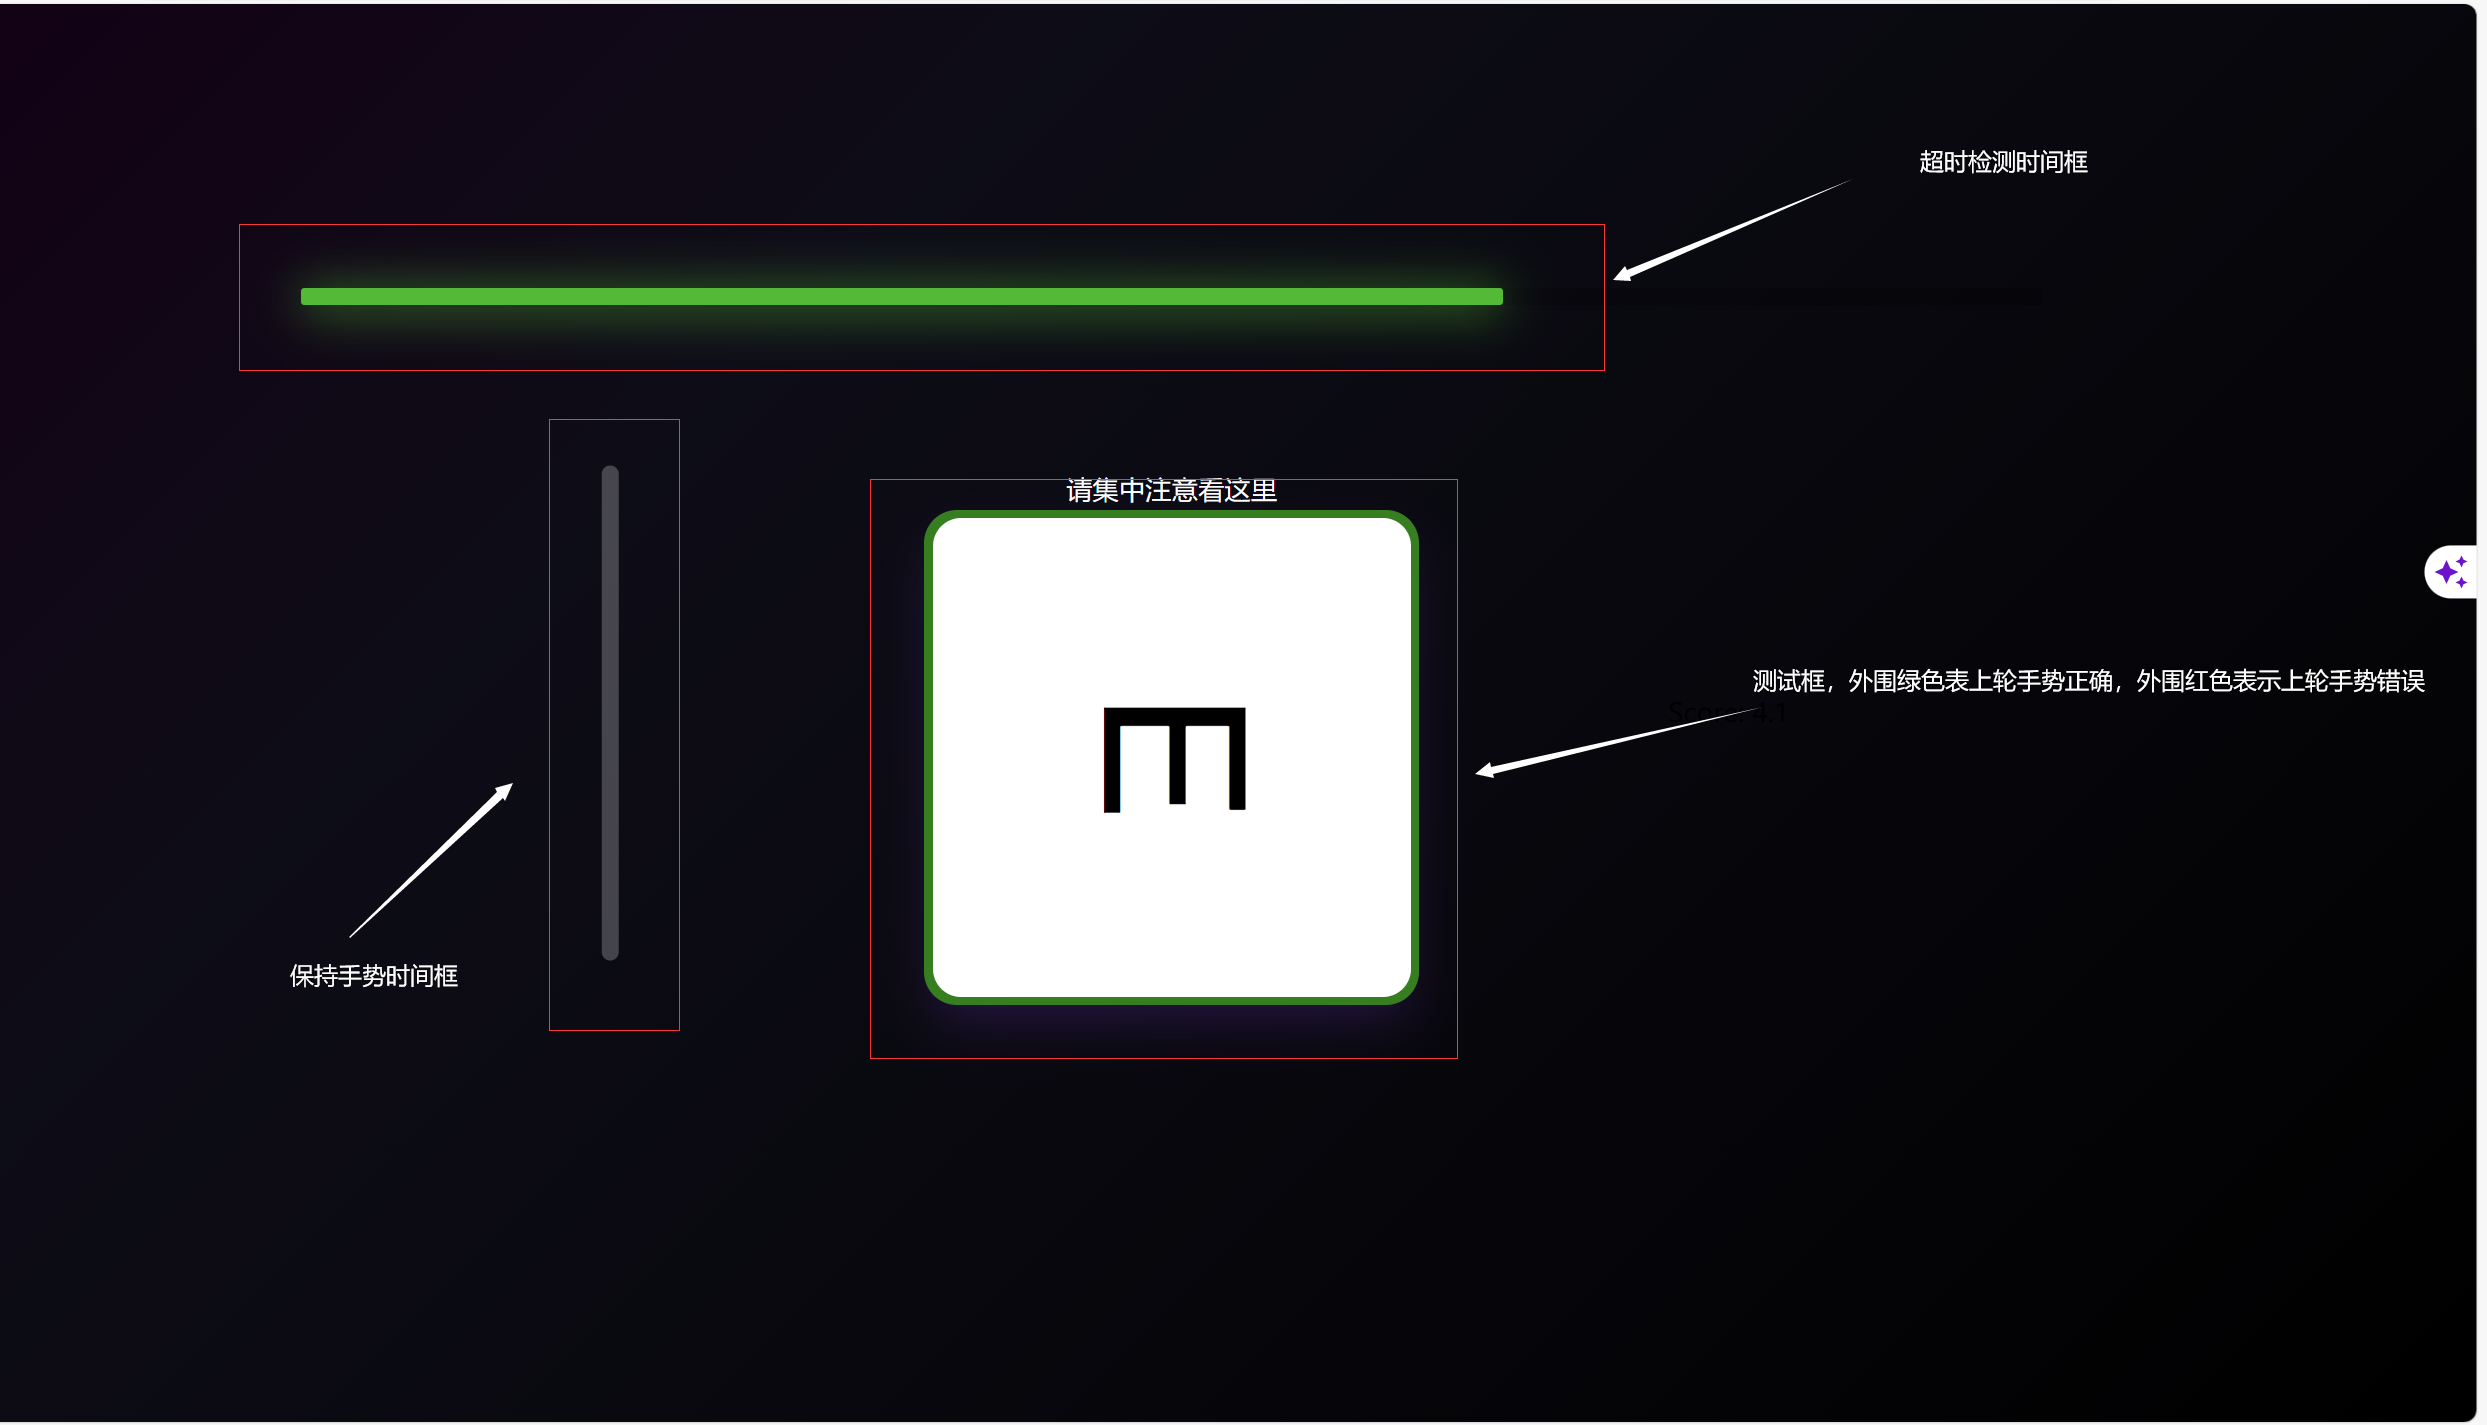 超时检测时间框
请集中注意看这里
E
测试框，外围绿色表上轮手势正确，外围红色表示上轮手势错误
Score: 4.1
保持手势时间框